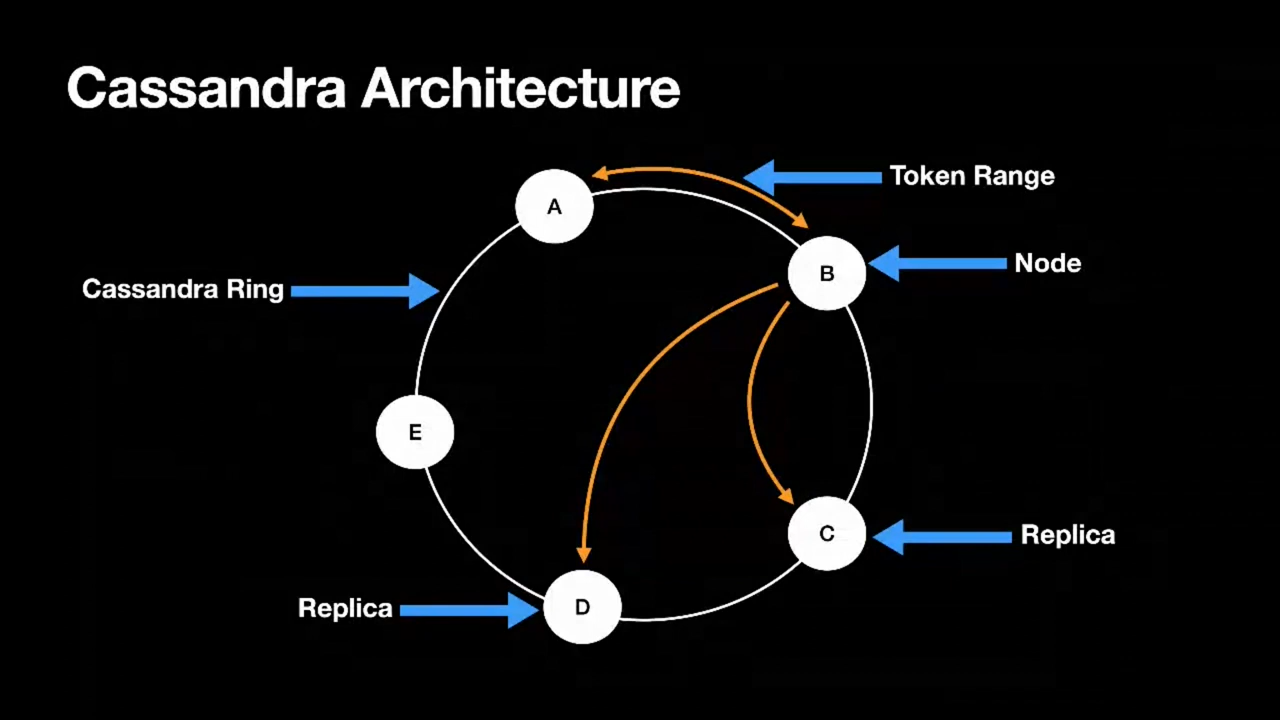 Cassandra Architecture
Token Range
A
Node
B
Cassandra Ring
E
C
Replica
Replica
D